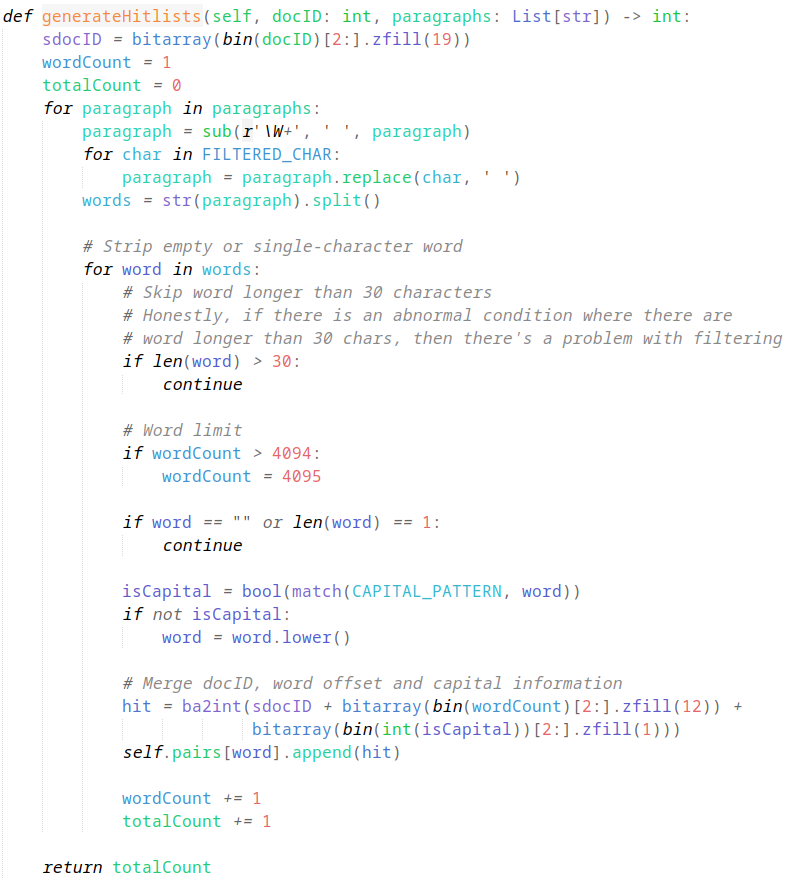 def generateHitlists(self, docID: int, paragraphs: List[str]) -> int:
    sdocID = bitarray(bin(docID)[2:].zfill(19))
    wordCount = 1
    totalCount = 0
    for paragraph in paragraphs:
        paragraph = sub(r'\W+', ' ', paragraph)
        for char in FILTERED_CHAR:
            paragraph = paragraph.replace(char, ' ')
        words = str(paragraph).split()

        # Strip empty or single-character word
        for word in words:
            # Skip word longer than 30 characters
            # Honestly, if there is an abnormal condition where there are
            # word longer than 30 chars, then there's a problem with filtering
            if len(word) > 30:
                continue

            # Word limit
            if wordCount > 4094:
                wordCount = 4095

            if word == "" or len(word) == 1:
                continue

            isCapital = bool(match(CAPITAL_PATTERN, word))
            if not isCapital:
                word = word.lower()

            # Merge docID, word offset and capital information
            hit = ba2int(sdocID + bitarray(bin(wordCount)[2:].zfill(12)) +
                         bitarray(bin(int(isCapital))[2:].zfill(1)))
            self.pairs[word].append(hit)

            wordCount += 1
            totalCount += 1

    return totalCount